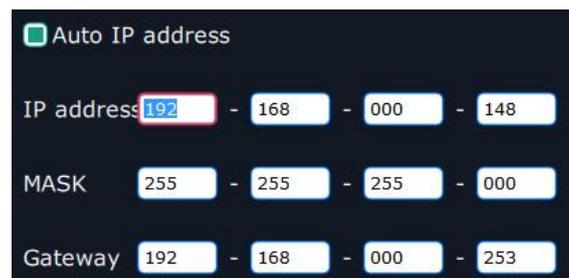 Auto IP address
IP address 192 - 168 - 000 - 148
MASK 255 - 255 - 255 - 000
Gateway 192 - 168 - 000 - 253